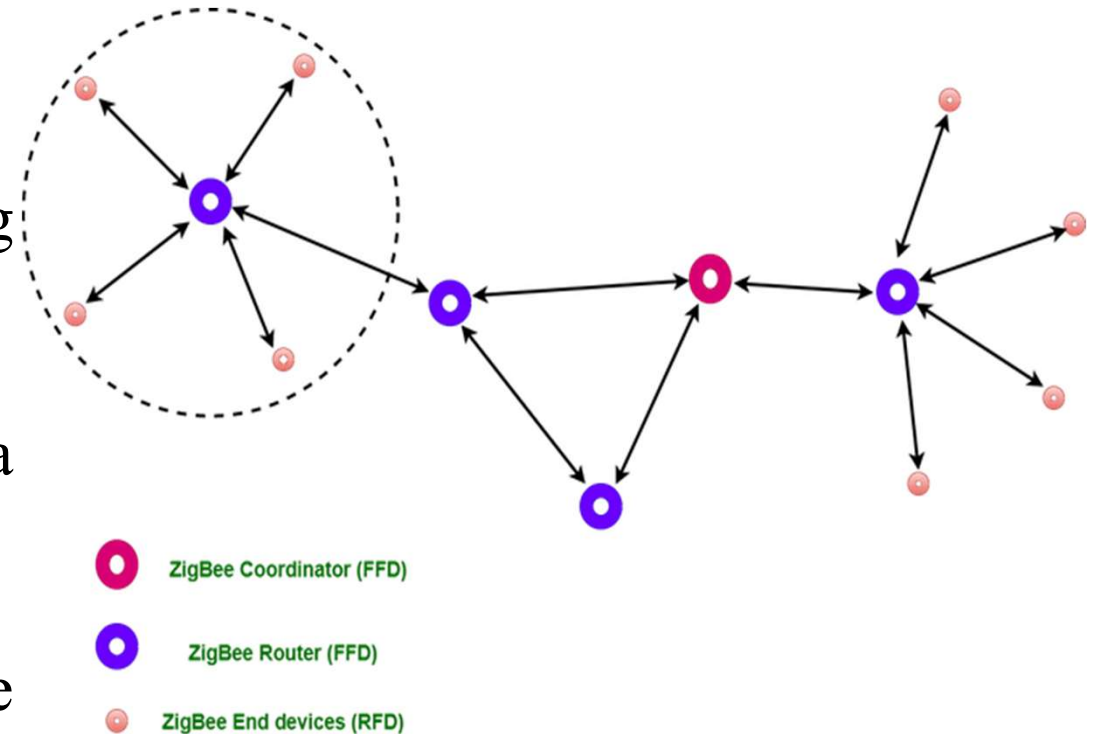 g
a
ZigBee Coordinator (FFD)
ZigBee Router (FFD)
e
ZigBee End devices (RFD)